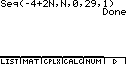 Seq(-4+2N,N,0,29,1)
Done
LIST MAT CPLX CALC NUM ▷